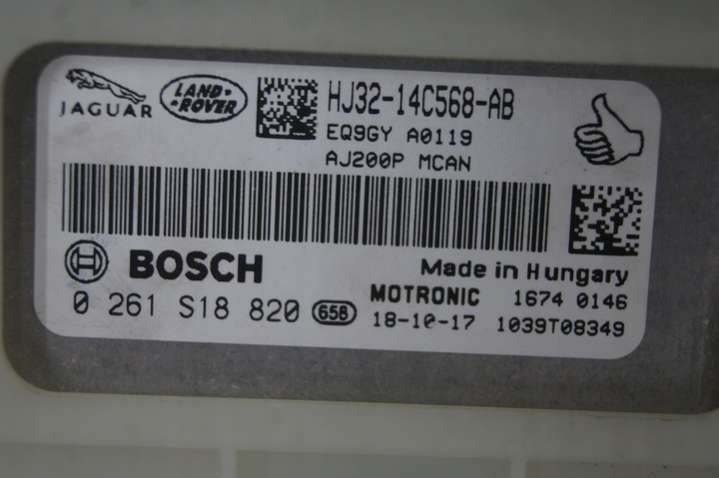 JAGUAR
LAND-
-ROVER
HJ32-14C568-AB
EQ9GY A0119
AJ200P MCAN
BOSCH
Made in Hungary
0 261 S18 820 656
MOTRONIC 1674 0146
18-10-17 1039T08349